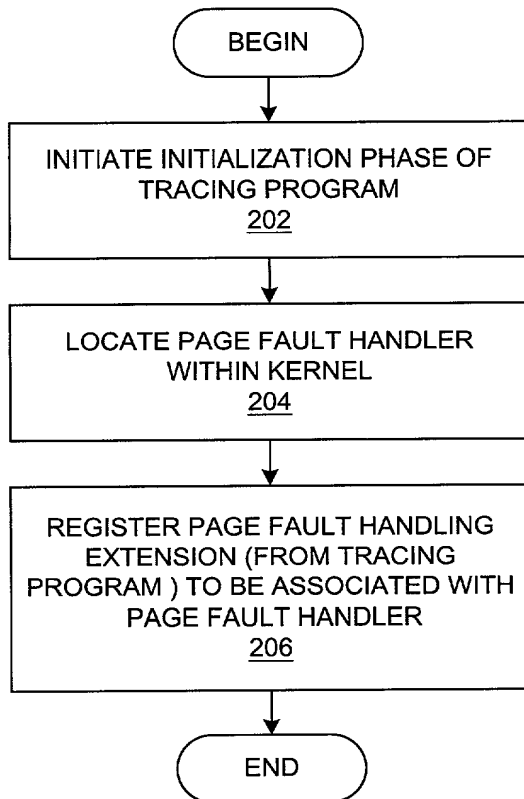 BEGIN
INITIATE INITIALIZATION PHASE OF
TRACING PROGRAM
202
LOCATE PAGE FAULT HANDLER
WITHIN KERNEL
204
REGISTER PAGE FAULT HANDLING
EXTENSION (FROM TRACING
PROGRAM ) TO BE ASSOCIATED WITH
PAGE FAULT HANDLER
206
END